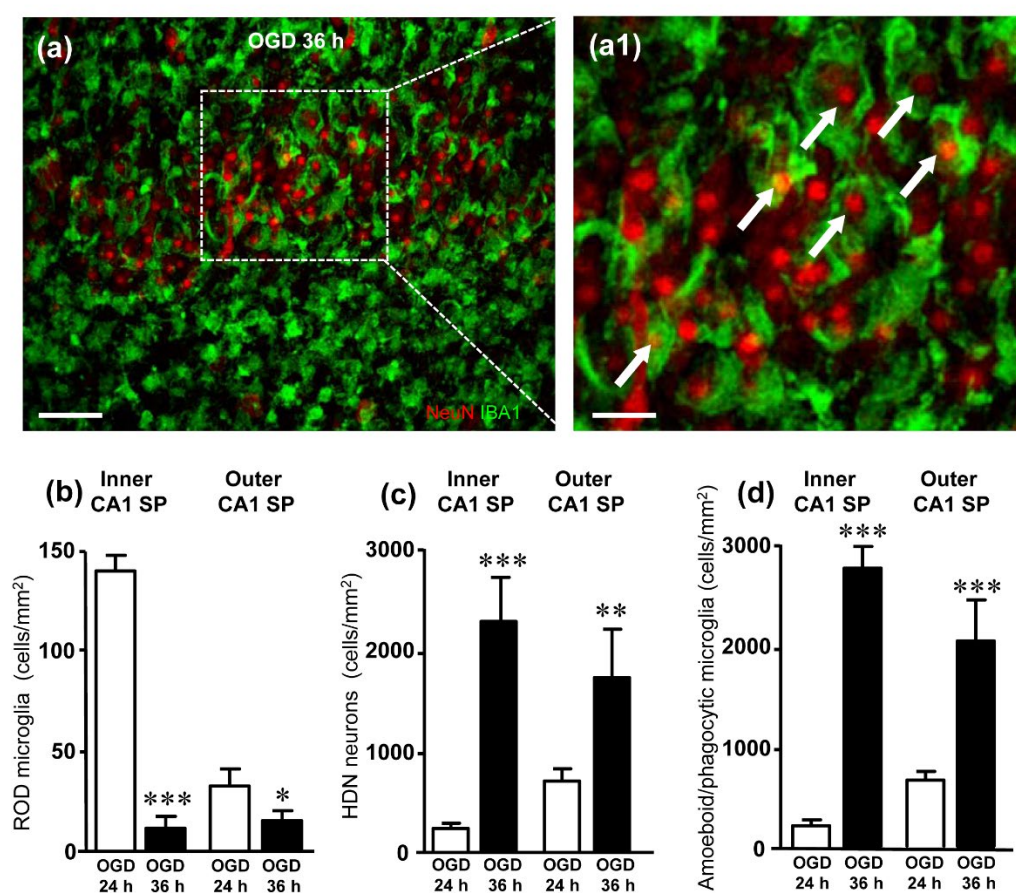 (a)
OGD 36 h
NeuN IBA1
(a1)
(b)
Inner
CA1 SP
Outer
CA1 SP
ROD microglia (cells/mm²)
150
100
50
0
***
*
OGD
24 h
OGD
36 h
OGD
24 h
OGD
36 h
(c)
Inner
CA1 SP
Outer
CA1 SP
HDN neurons (cells/mm²)
3000
2000
1000
0
***
**
OGD
24 h
OGD
36 h
OGD
24 h
OGD
36 h
(d)
Inner
CA1 SP
Outer
CA1 SP
Amoeboid/phagocytic microglia (cells/mm²)
3000
2000
1000
0
***
***
OGD
24 h
OGD
36 h
OGD
24 h
OGD
36 h